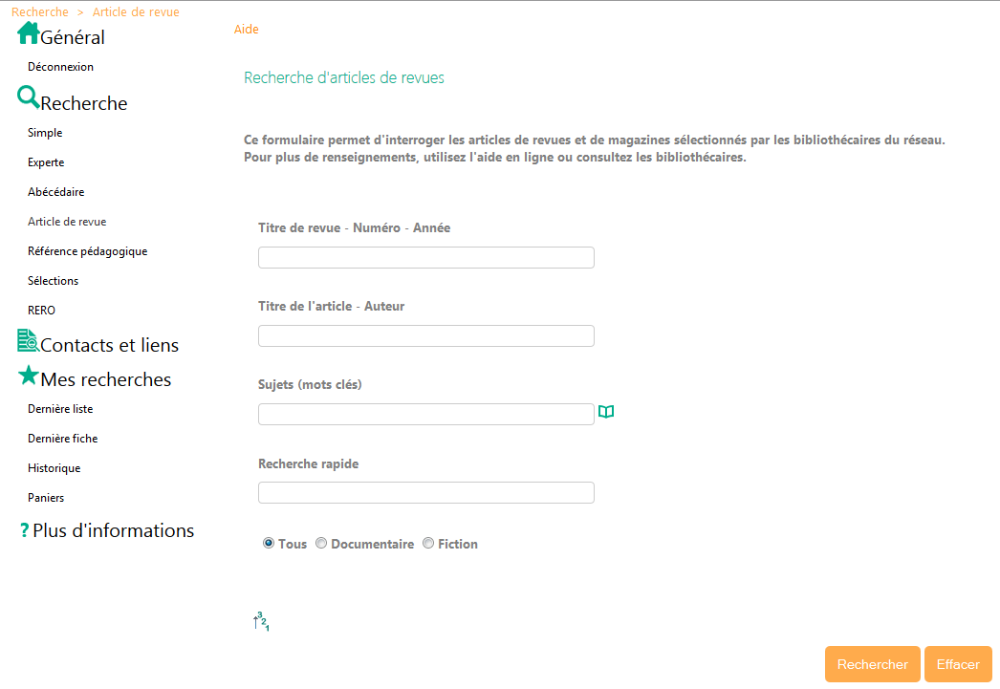 Recherche > Article de revue
Général
Déconnexion
Recherche
Simple
Experte
Abécédaire
Article de revue
Référence pédagogique
Sélections
RERO
Contacts et liens
Mes recherches
Dernière liste
Dernière fiche
Historique
Paniers
? Plus d'informations
Aide
Recherche d'articles de revues
Ce formulaire permet d'interroger les articles de revues et de magazines sélectionnés par les bibliothécaires du réseau.
Pour plus de renseignements, utilisez l'aide en ligne ou consultez les bibliothécaires.
Titre de revue - Numéro - Année
Titre de l'article - Auteur
Sujets (mots clés)
Recherche rapide
Tous Documentaire Fiction
3
2
1
Rechercher Effacer